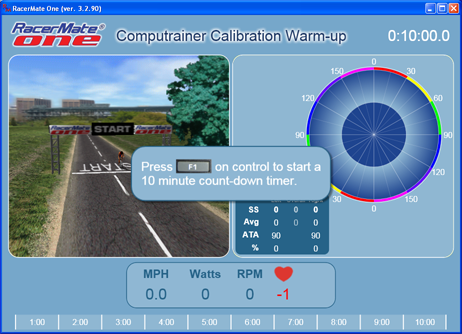 RacerMate One (ver. 3.2.90)
RacerMate®
one
Computrainer Calibration Warm-up
0:10:00.0
START
START
0
30
60
90
120
150
0
30
60
90
120
150
Press F1 on control to start a
10 minute count-down timer.
SS 0 0 0
Avg 0 0 0
ATA 90 90
% 0 0
MPH Watts RPM
0.0 0 0 -1
1:00 2:00 3:00 4:00 5:00 6:00 7:00 8:00 9:00 10:00